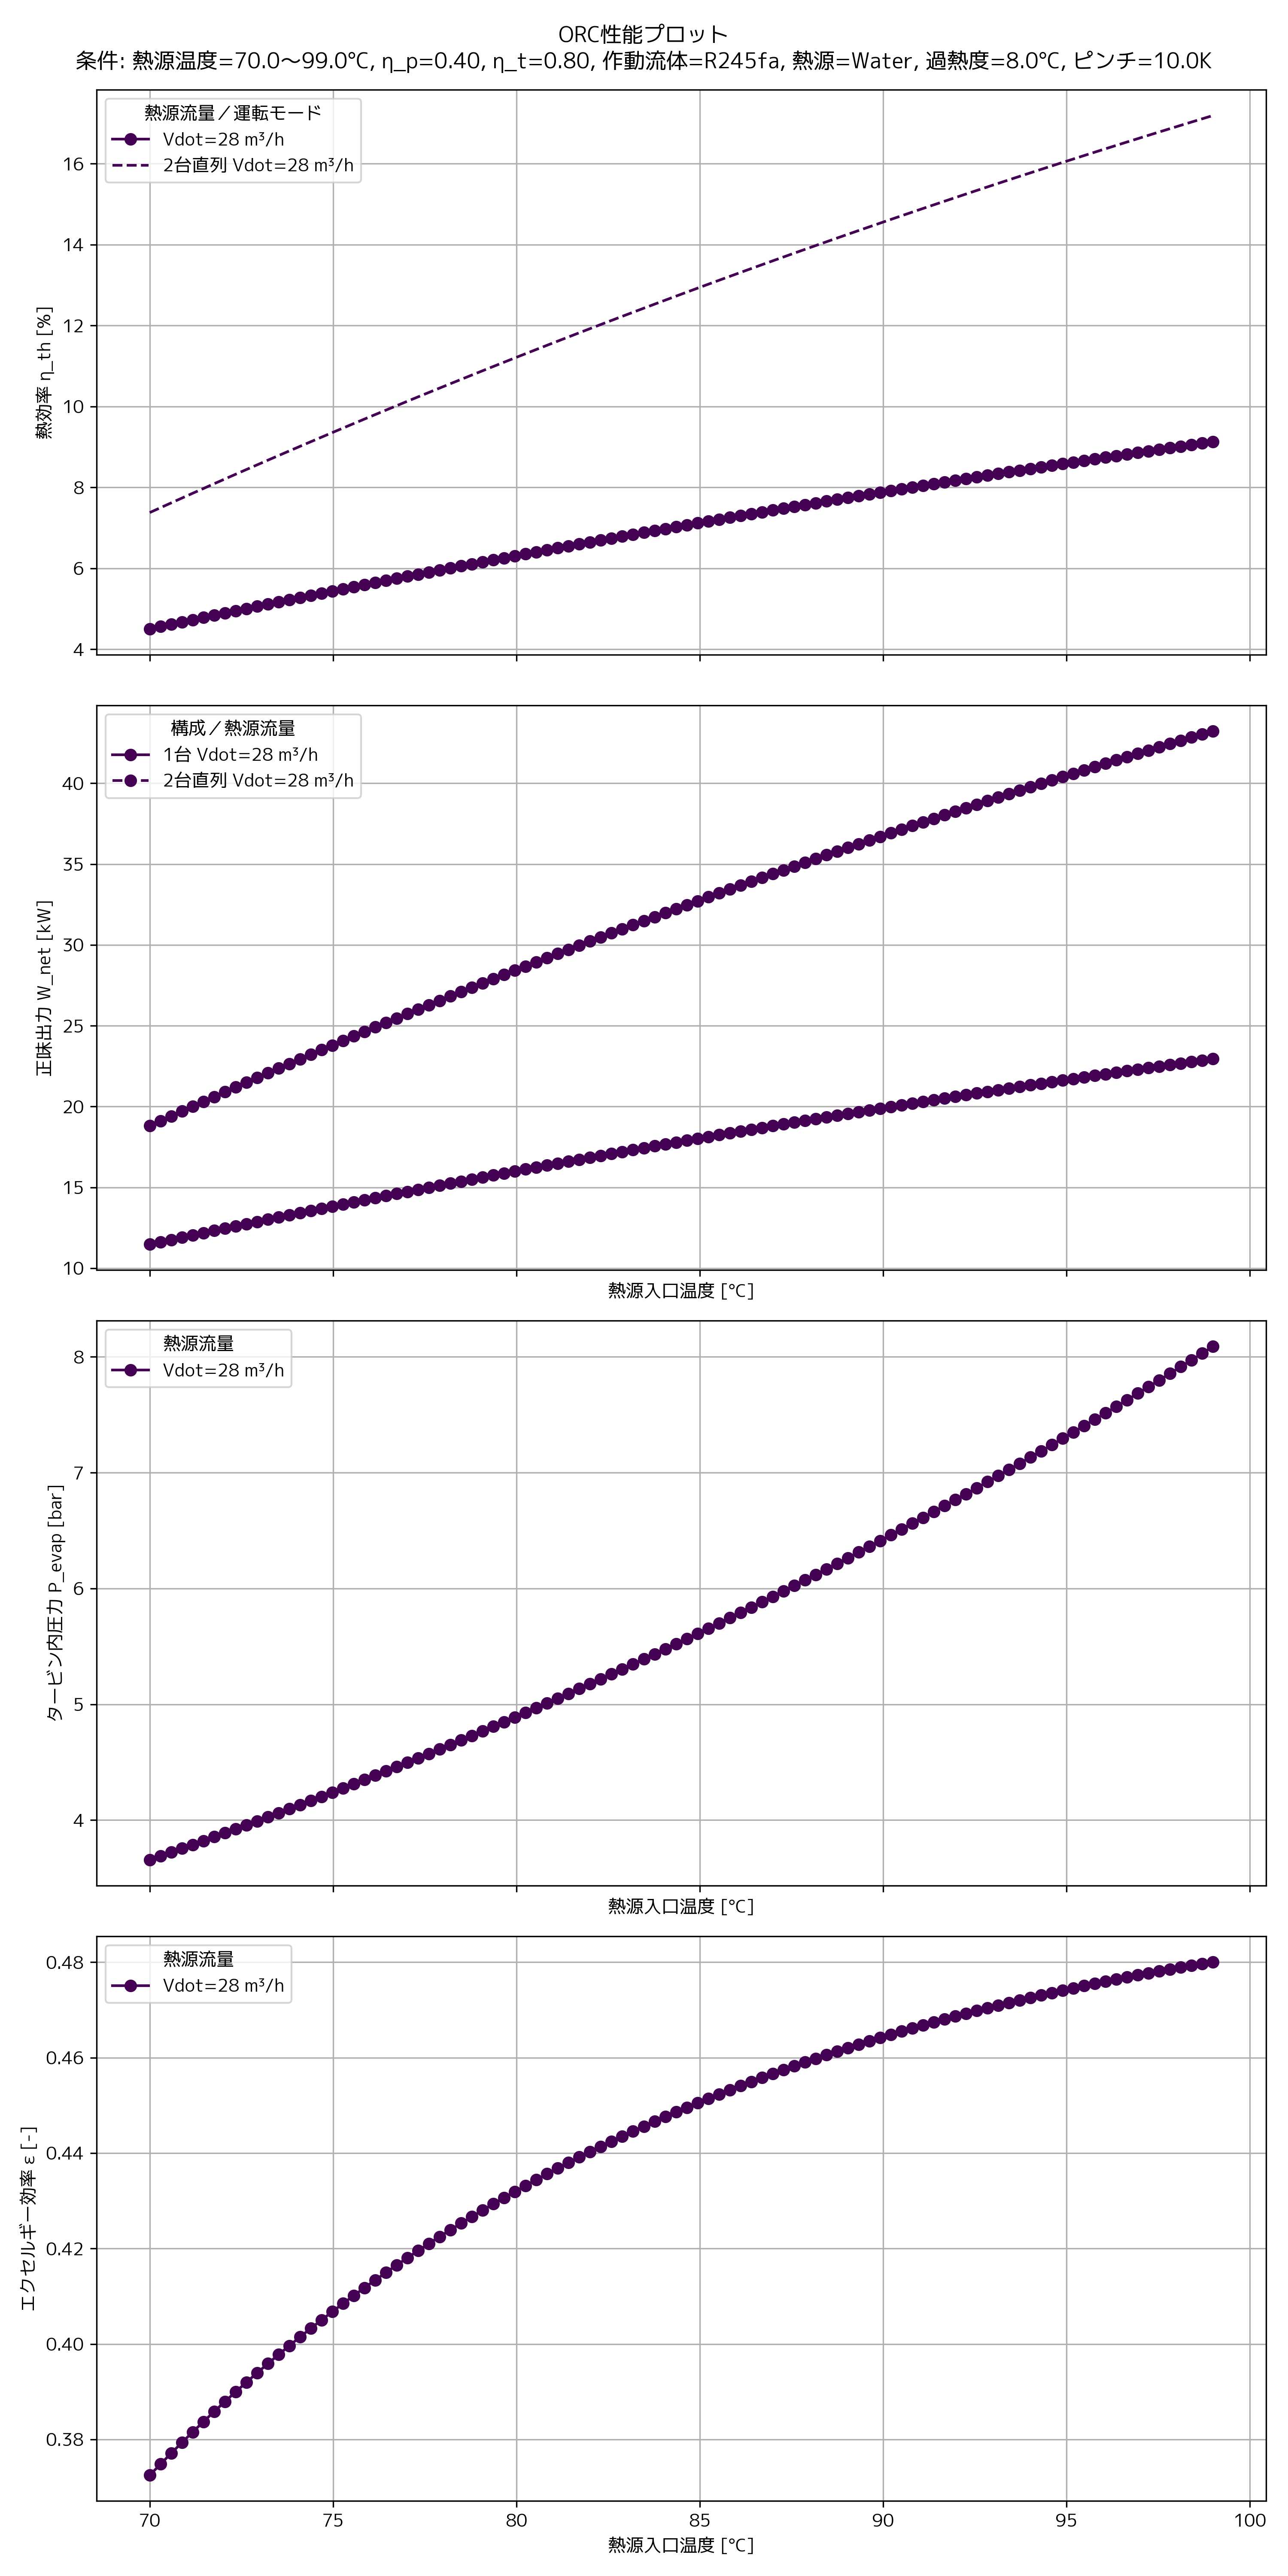 ORC性能プロット
条件: 熱源温度=70.0～99.0°C, η_p=0.40, η_t=0.80, 作動流体=R245fa, 熱源=Water, 過熱度=8.0°C, ピンチ=10.0K
熱源流量／運転モード
Vdot=28 m³/h
2台直列 Vdot=28 m³/h
熱効率 η_th [%]
16
14
12
10
8
6
4
構成／熱源流量
1台 Vdot=28 m³/h
2台直列 Vdot=28 m³/h
正味出力 W_net [kW]
40
35
30
25
20
15
10
熱源入口温度 [°C]
熱源流量
Vdot=28 m³/h
タービン内圧力 P_evap [bar]
8
7
6
5
4
熱源入口温度 [°C]
熱源流量
Vdot=28 m³/h
エクセルギー効率 ε [-]
0.48
0.46
0.44
0.42
0.40
0.38
70 75 80 85 90 95 100
熱源入口温度 [°C]